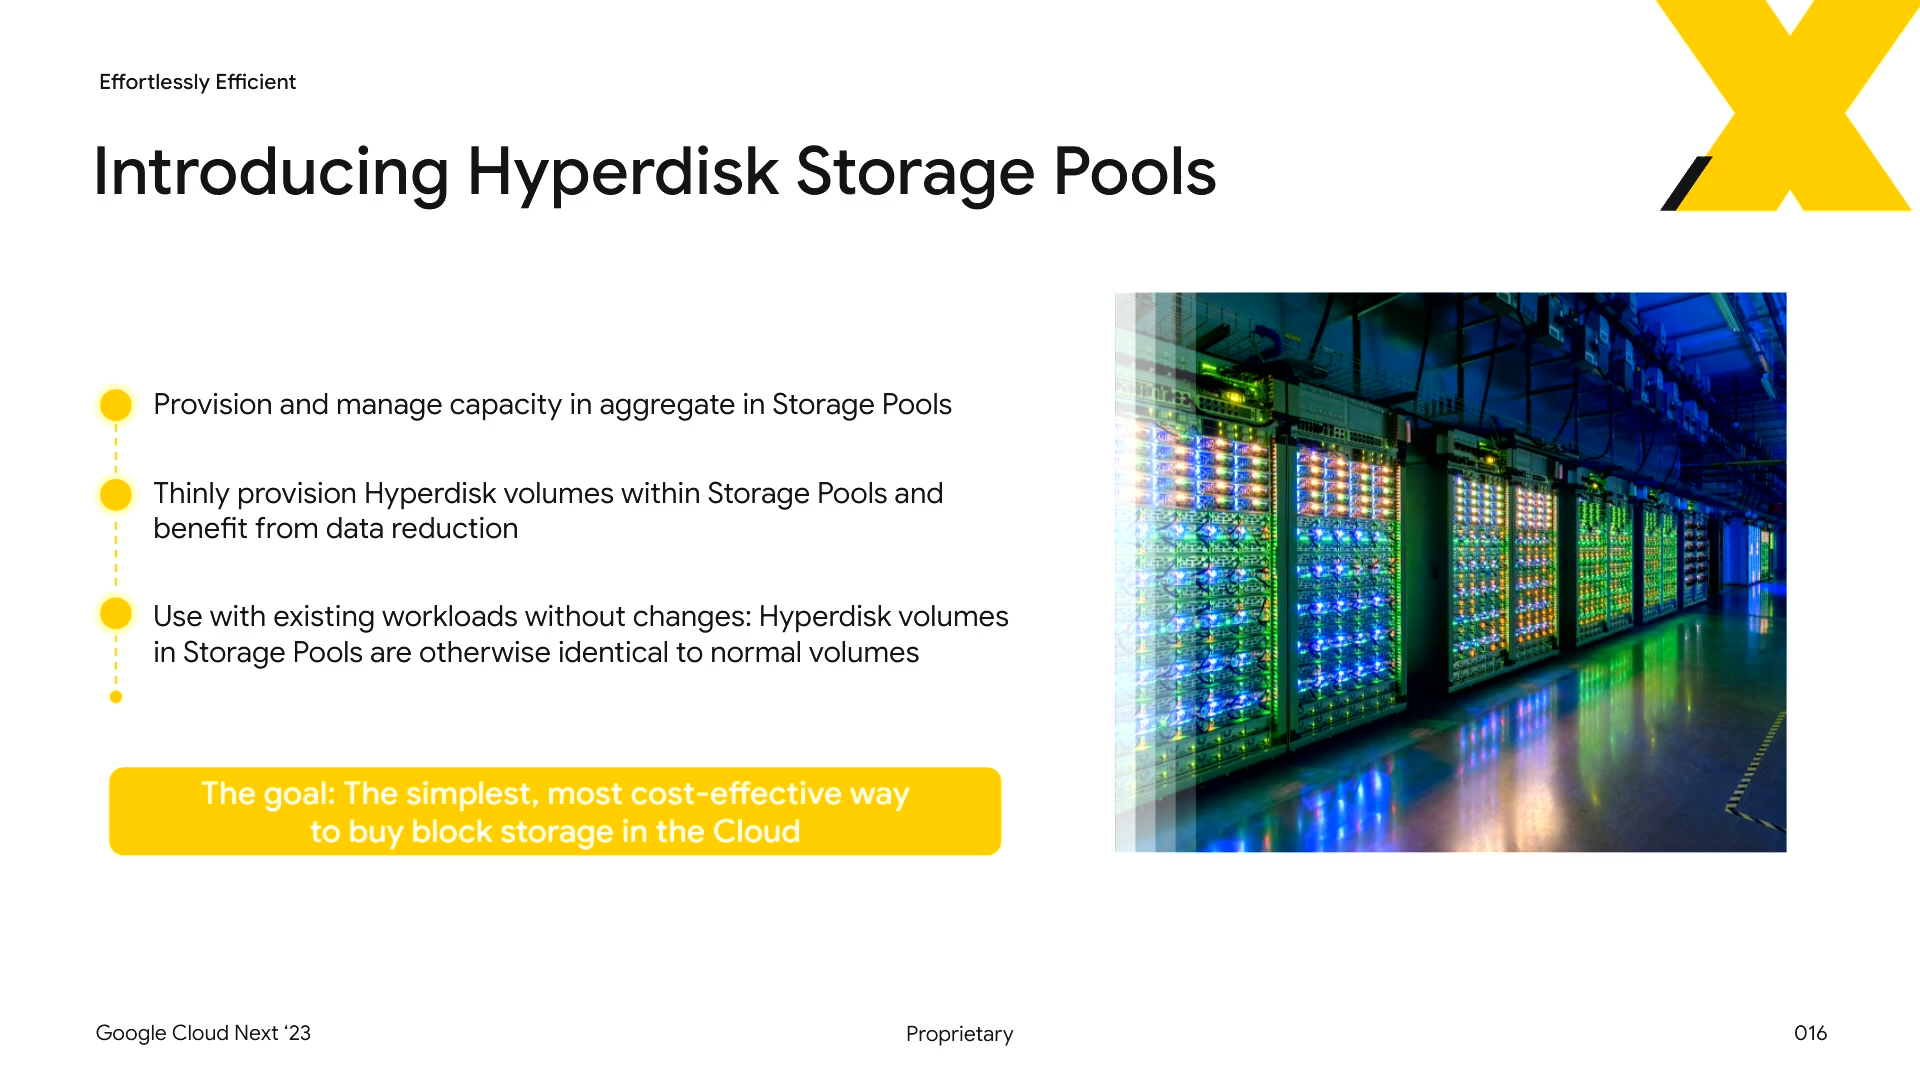 Effortlessly Efficient
Introducing Hyperdisk Storage Pools
Provision and manage capacity in aggregate in Storage Pools
Thinly provision Hyperdisk volumes within Storage Pools and
benefit from data reduction
Use with existing workloads without changes: Hyperdisk volumes
in Storage Pools are otherwise identical to normal volumes
The goal: The simplest, most cost-effective way
to buy block storage in the Cloud
Google Cloud Next ‘23
Proprietary
016